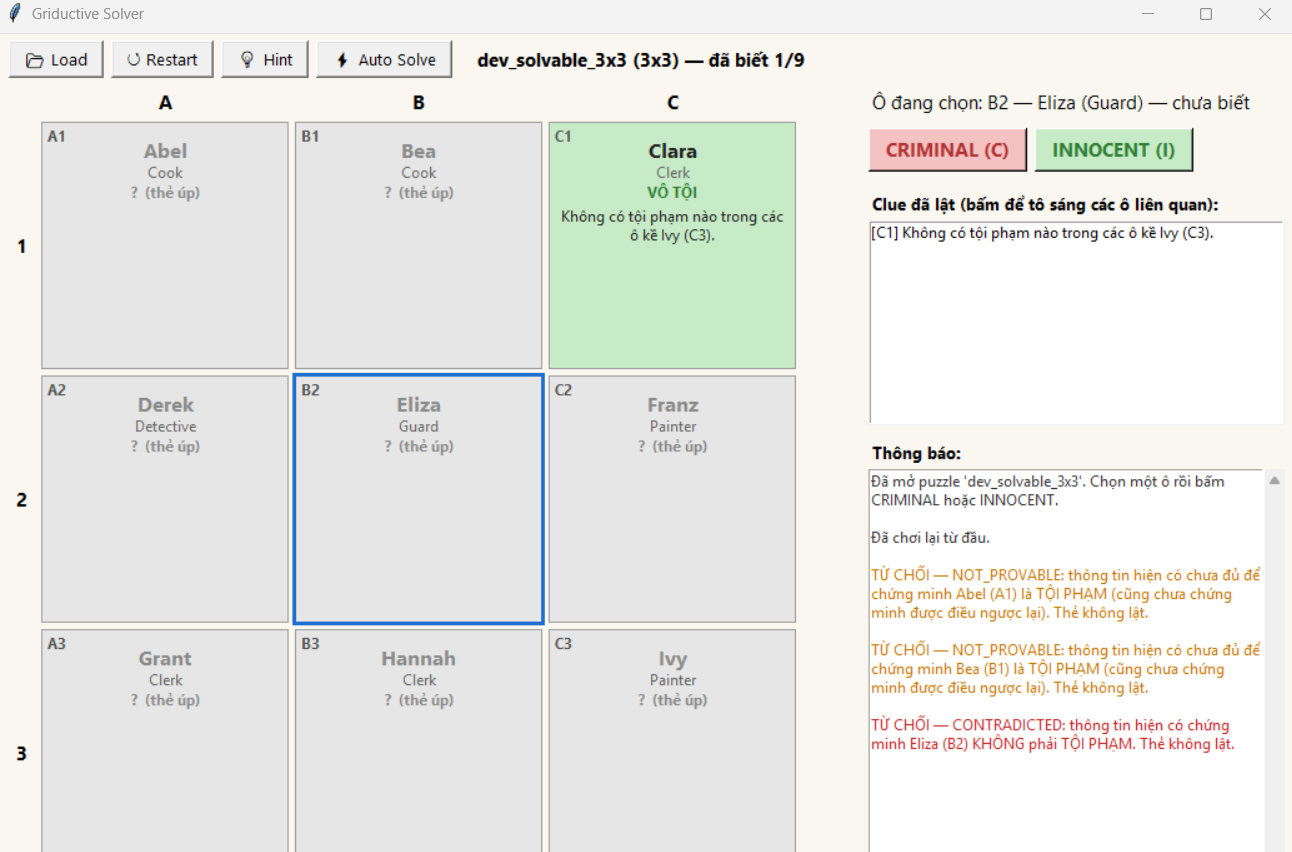 Griductive Solver
Load
Restart
Hint
Auto Solve
dev_solvable_3x3 (3x3) — đã biết 1/9
A
B
C
1
A1
Abel
Cook
? (thẻ úp)
B1
Bea
Cook
? (thẻ úp)
C1
Clara
Clerk
VÔ TỘI
Không có tội phạm nào trong các
ô kề Ivy (C3).
2
A2
Derek
Detective
? (thẻ úp)
B2
Eliza
Guard
? (thẻ úp)
C2
Franz
Painter
? (thẻ úp)
3
A3
Grant
Clerk
? (thẻ úp)
B3
Hannah
Clerk
? (thẻ úp)
C3
Ivy
Painter
? (thẻ úp)
Ô đang chọn: B2 — Eliza (Guard) — chưa biết
CRIMINAL (C)
INNOCENT (I)
Clue đã lật (bấm để tô sáng các ô liên quan):
[C1] Không có tội phạm nào trong các ô kề Ivy (C3).
Thông báo:
Đã mở puzzle 'dev_solvable_3x3'. Chọn một ô rồi bấm
CRIMINAL hoặc INNOCENT.
Đã chơi lại từ đầu.
TỪ CHỐI — NOT_PROVABLE: thông tin hiện có chưa đủ để
chứng minh Abel (A1) là TỘI PHẠM (cũng chưa chứng
minh được điều ngược lại). Thẻ không lật.
TỪ CHỐI — NOT_PROVABLE: thông tin hiện có chưa đủ để
chứng minh Bea (B1) là TỘI PHẠM (cũng chưa chứng
minh được điều ngược lại). Thẻ không lật.
TỪ CHỐI — CONTRADICTED: thông tin hiện có chứng
minh Eliza (B2) KHÔNG phải TỘI PHẠM. Thẻ không lật.